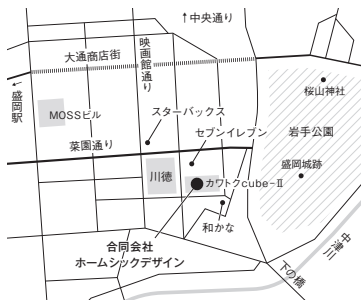 ↑中央通り
大通商店街
映画館通り
←盛岡駅
MOSSビル
スターバックス
菜園通り
セブンイレブン
川徳
カワトクcube-Ⅱ
和かな
合同会社
ホームシックデザイン
桜山神社
岩手公園
盛岡城跡
中津川
下の橋